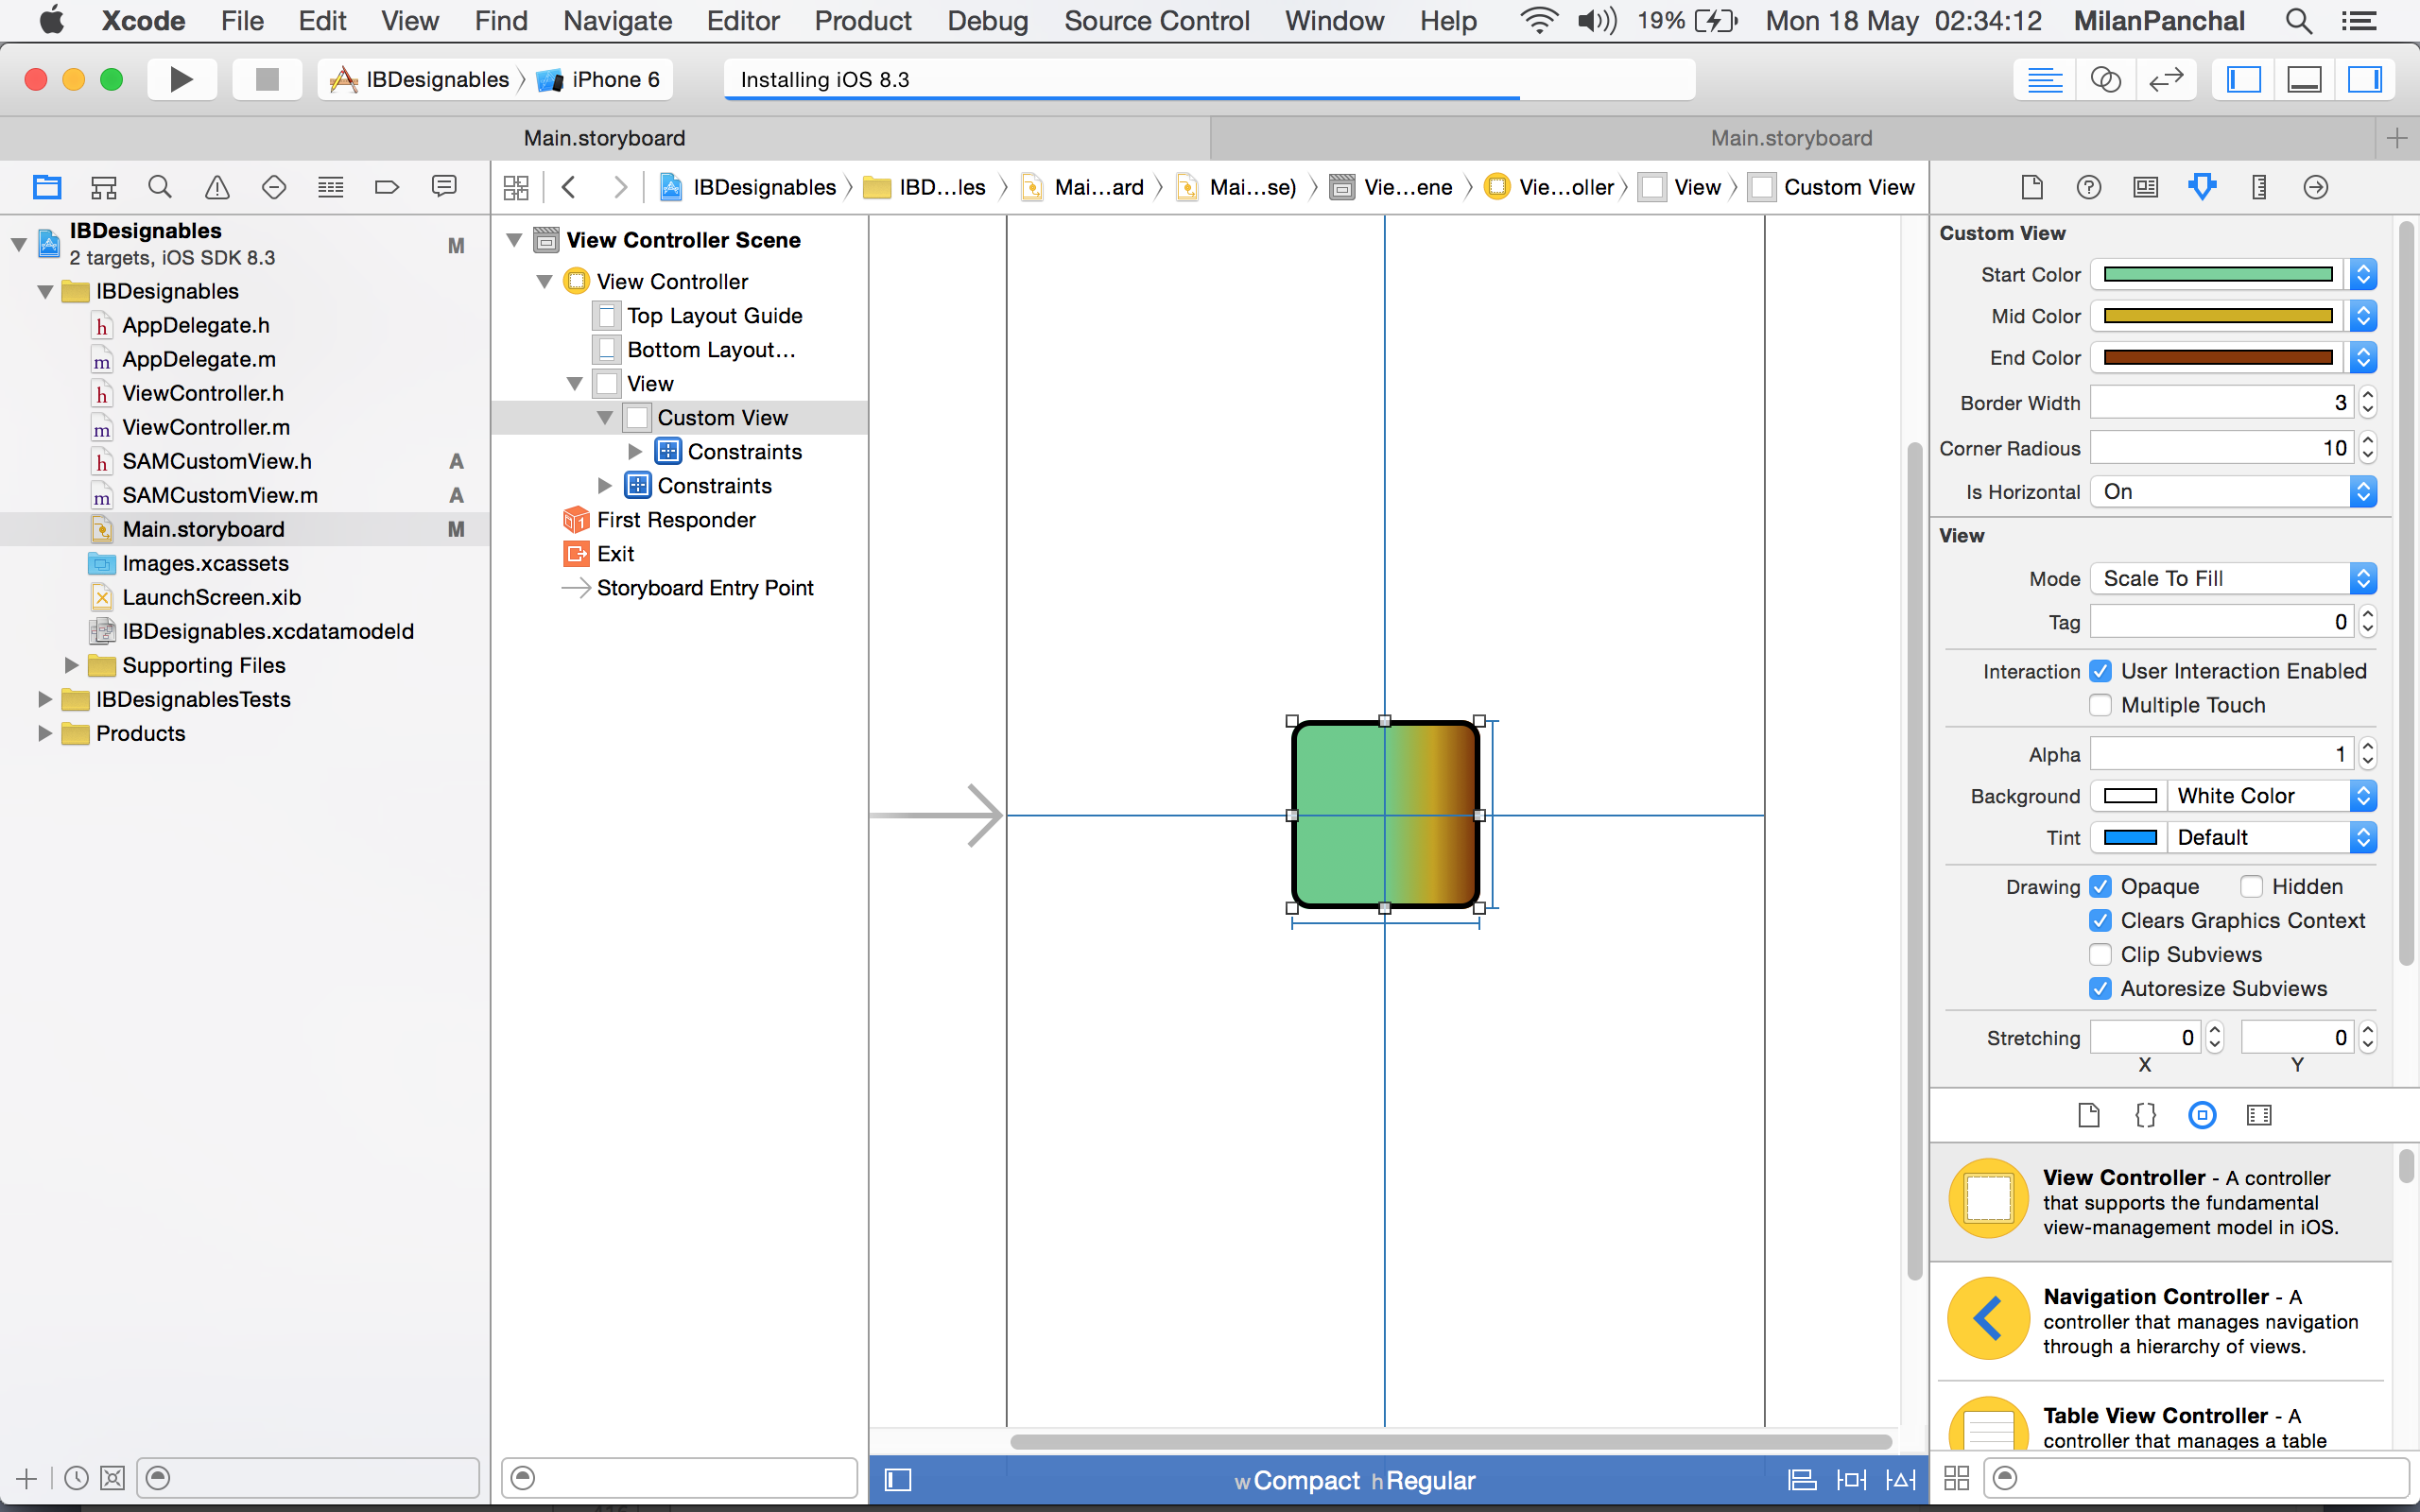 Xcode File Edit View Find Navigate Editor Product Debug Source Control Window Help 19% Mon 18 May 02:34:12 MilanPanchal
IBDesignables iPhone 6 Installing iOS 8.3
Main.storyboard Main.storyboard
IBDesignables IBD...les Mai...ard Mai...se) Vie...ene Vie...oller View Custom View
IBDesignables
2 targets, iOS SDK 8.3
M
IBDesignables
AppDelegate.h
AppDelegate.m
ViewController.h
ViewController.m
SAMCustomView.h A
SAMCustomView.m A
Main.storyboard M
Images.xcassets
LaunchScreen.xib
IBDesignables.xcdatamodeld
Supporting Files
IBDesignablesTests
Products
View Controller Scene
View Controller
Top Layout Guide
Bottom Layout...
View
Custom View
Constraints
Constraints
First Responder
Exit
Storyboard Entry Point
wCompact hRegular
Custom View
Start Color
Mid Color
End Color
Border Width 3
Corner Radious 10
Is Horizontal On
View
Mode Scale To Fill
Tag 0
Interaction User Interaction Enabled
Multiple Touch
Alpha 1
Background White Color
Tint Default
Drawing Opaque Hidden
Clears Graphics Context
Clip Subviews
Autoresize Subviews
Stretching 0 0
X Y
View Controller - A controller
that supports the fundamental
view-management model in iOS.
Navigation Controller - A
controller that manages navigation
through a hierarchy of views.
Table View Controller - A
controller that manages a table